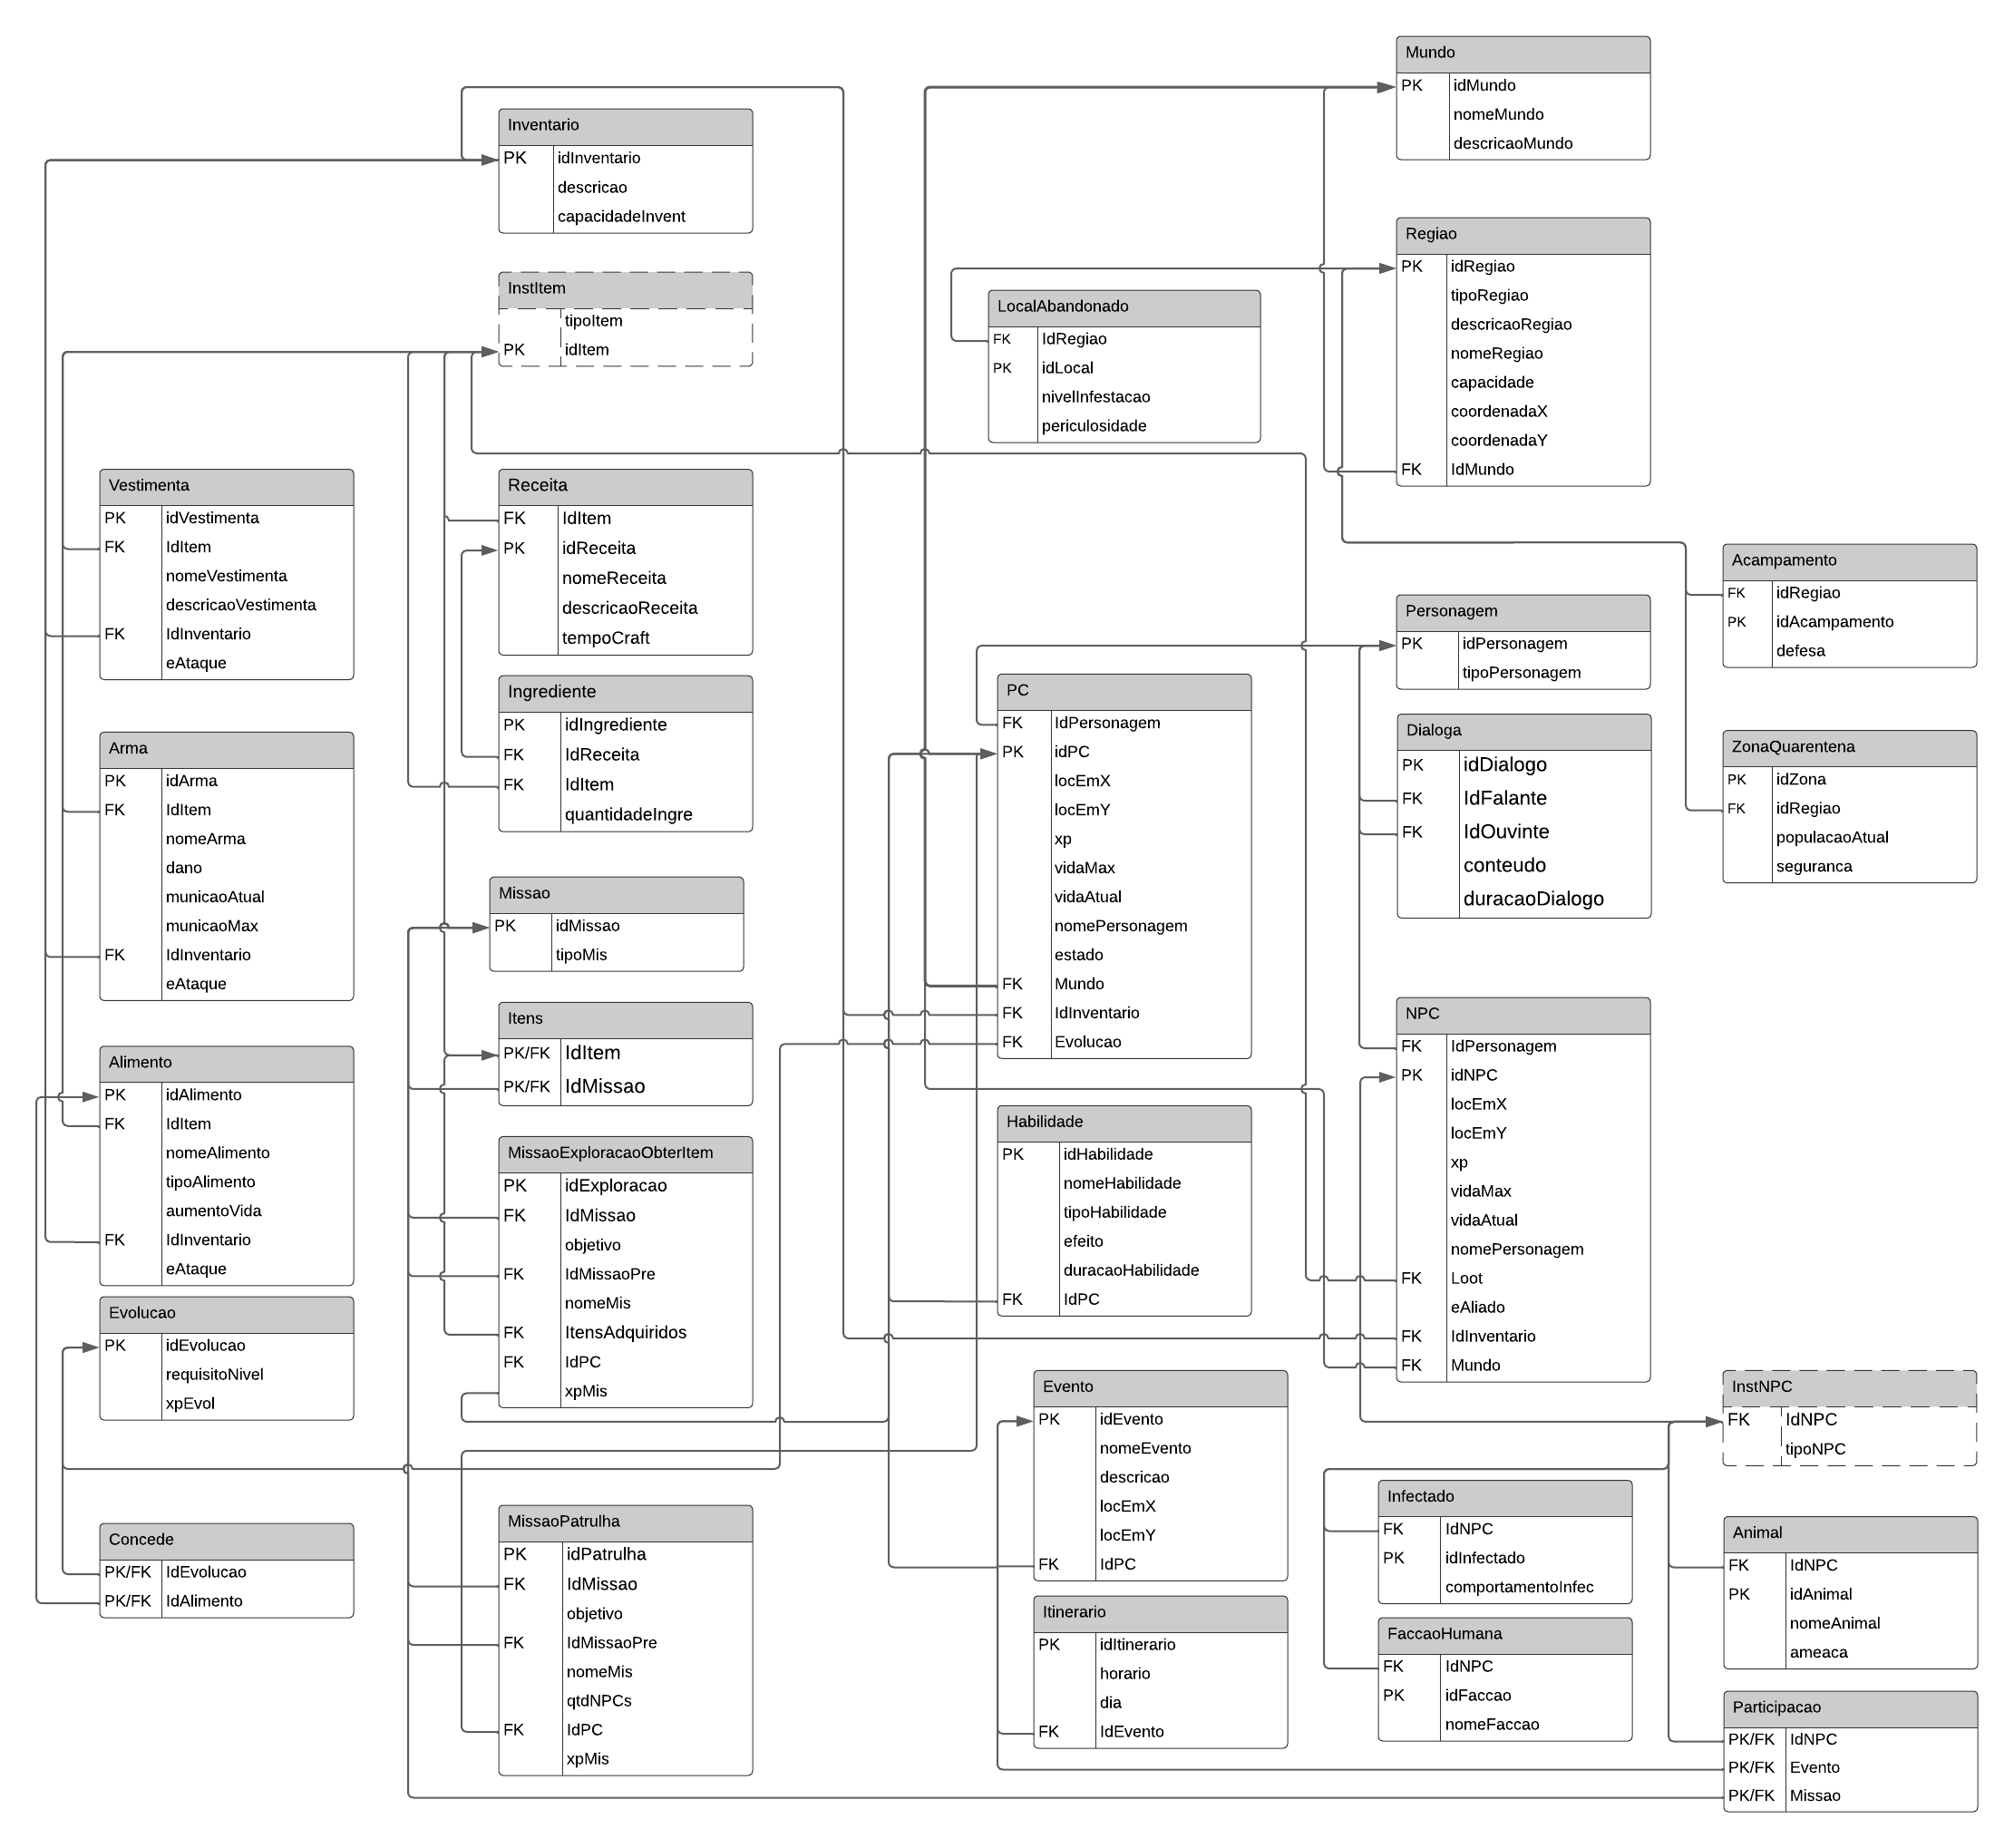 Mundo
PK idMundo
nomeMundo
descricaoMundo
Inventario
PK idInventario
descricao
capacidadeInvent
Regiao
PK idRegiao
tipoRegiao
descricaoRegiao
nomeRegiao
capacidade
coordenadaX
coordenadaY
FK IdMundo
InstItem
tipoItem
PK idItem
LocalAbandonado
FK IdRegiao
PK idLocal
nivelInfestacao
periculosidade
Vestimenta
PK idVestimenta
FK IdItem
nomeVestimenta
descricaoVestimenta
FK IdInventario
eAtaque
Receita
FK IdItem
PK idReceita
nomeReceita
descricaoReceita
tempoCraft
Acampamento
FK idRegiao
PK idAcampamento
defesa
Personagem
PK idPersonagem
tipoPersonagem
Ingrediente
PK idIngrediente
FK IdReceita
FK IdItem
quantidadeIngre
PC
FK IdPersonagem
PK idPC
locEmX
locEmY
xp
vidaMax
vidaAtual
nomePersonagem
estado
FK Mundo
FK IdInventario
FK Evolucao
Dialoga
PK idDialogo
FK IdFalante
FK IdOuvinte
conteudo
duracaoDialogo
ZonaQuarentena
PK idZona
FK idRegiao
populacaoAtual
seguranca
Arma
PK idArma
FK IdItem
nomeArma
dano
municaoAtual
municaoMax
FK IdInventario
eAtaque
Missao
PK idMissao
tipoMis
Itens
PK/FK IdItem
PK/FK IdMissao
NPC
FK IdPersonagem
PK idNPC
locEmX
locEmY
xp
vidaMax
vidaAtual
nomePersonagem
FK Loot
eAliado
FK IdInventario
FK Mundo
Alimento
PK idAlimento
FK IdItem
nomeAlimento
tipoAlimento
aumentoVida
FK IdInventario
eAtaque
Habilidade
PK idHabilidade
nomeHabilidade
tipoHabilidade
efeito
duracaoHabilidade
FK IdPC
MissaoExploracaoObterItem
PK idExploracao
FK IdMissao
objetivo
FK IdMissaoPre
nomeMis
FK ItensAdquiridos
FK IdPC
xpMis
Evolucao
PK idEvolucao
requisitoNivel
xpEvol
Evento
PK idEvento
nomeEvento
descricao
locEmX
locEmY
FK IdPC
InstNPC
FK IdNPC
tipoNPC
Infectado
FK IdNPC
PK idInfectado
comportamentoInfec
MissaoPatrulha
PK idPatrulha
FK IdMissao
objetivo
FK IdMissaoPre
nomeMis
qtdNPCs
FK IdPC
xpMis
Animal
FK IdNPC
PK idAnimal
nomeAnimal
ameaca
Concede
PK/FK IdEvolucao
PK/FK IdAlimento
Itinerario
PK idItinerario
horario
dia
FK IdEvento
FaccaoHumana
FK IdNPC
PK idFaccao
nomeFaccao
Participacao
PK/FK IdNPC
PK/FK Evento
PK/FK Missao